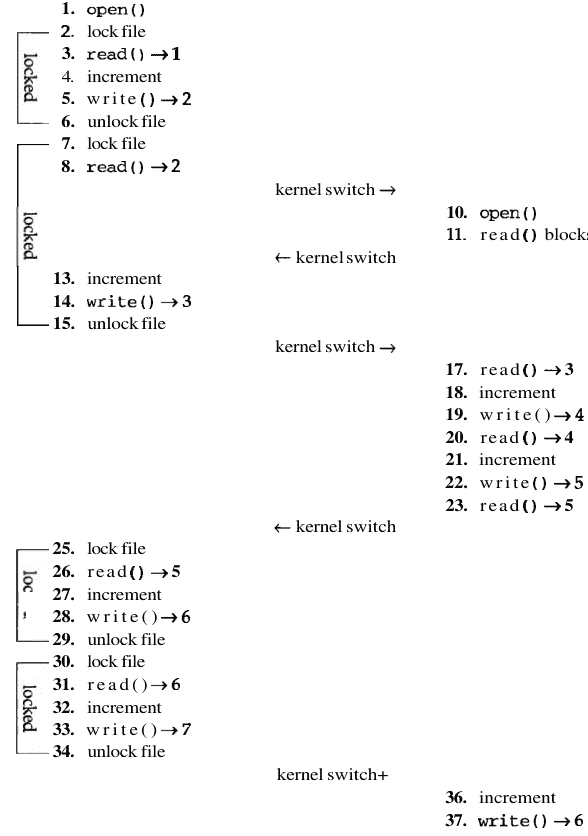 1. open()
2. lock file
3. read() → 1
4. increment
5. write() → 2
6. unlock file
locked
7. lock file
8. read() → 2
kernel switch →
10. open()
11. read() blocks
← kernel switch
13. increment
14. write() → 3
15. unlock file
locked
kernel switch →
17. read() → 3
18. increment
19. write() → 4
20. read() → 4
21. increment
22. write() → 5
23. read() → 5
← kernel switch
25. lock file
26. read() → 5
27. increment
28. write() → 6
29. unlock file
loc ,
30. lock file
31. read() → 6
32. increment
33. write() → 7
34. unlock file
locked
kernel switch+
36. increment
37. write() → 6